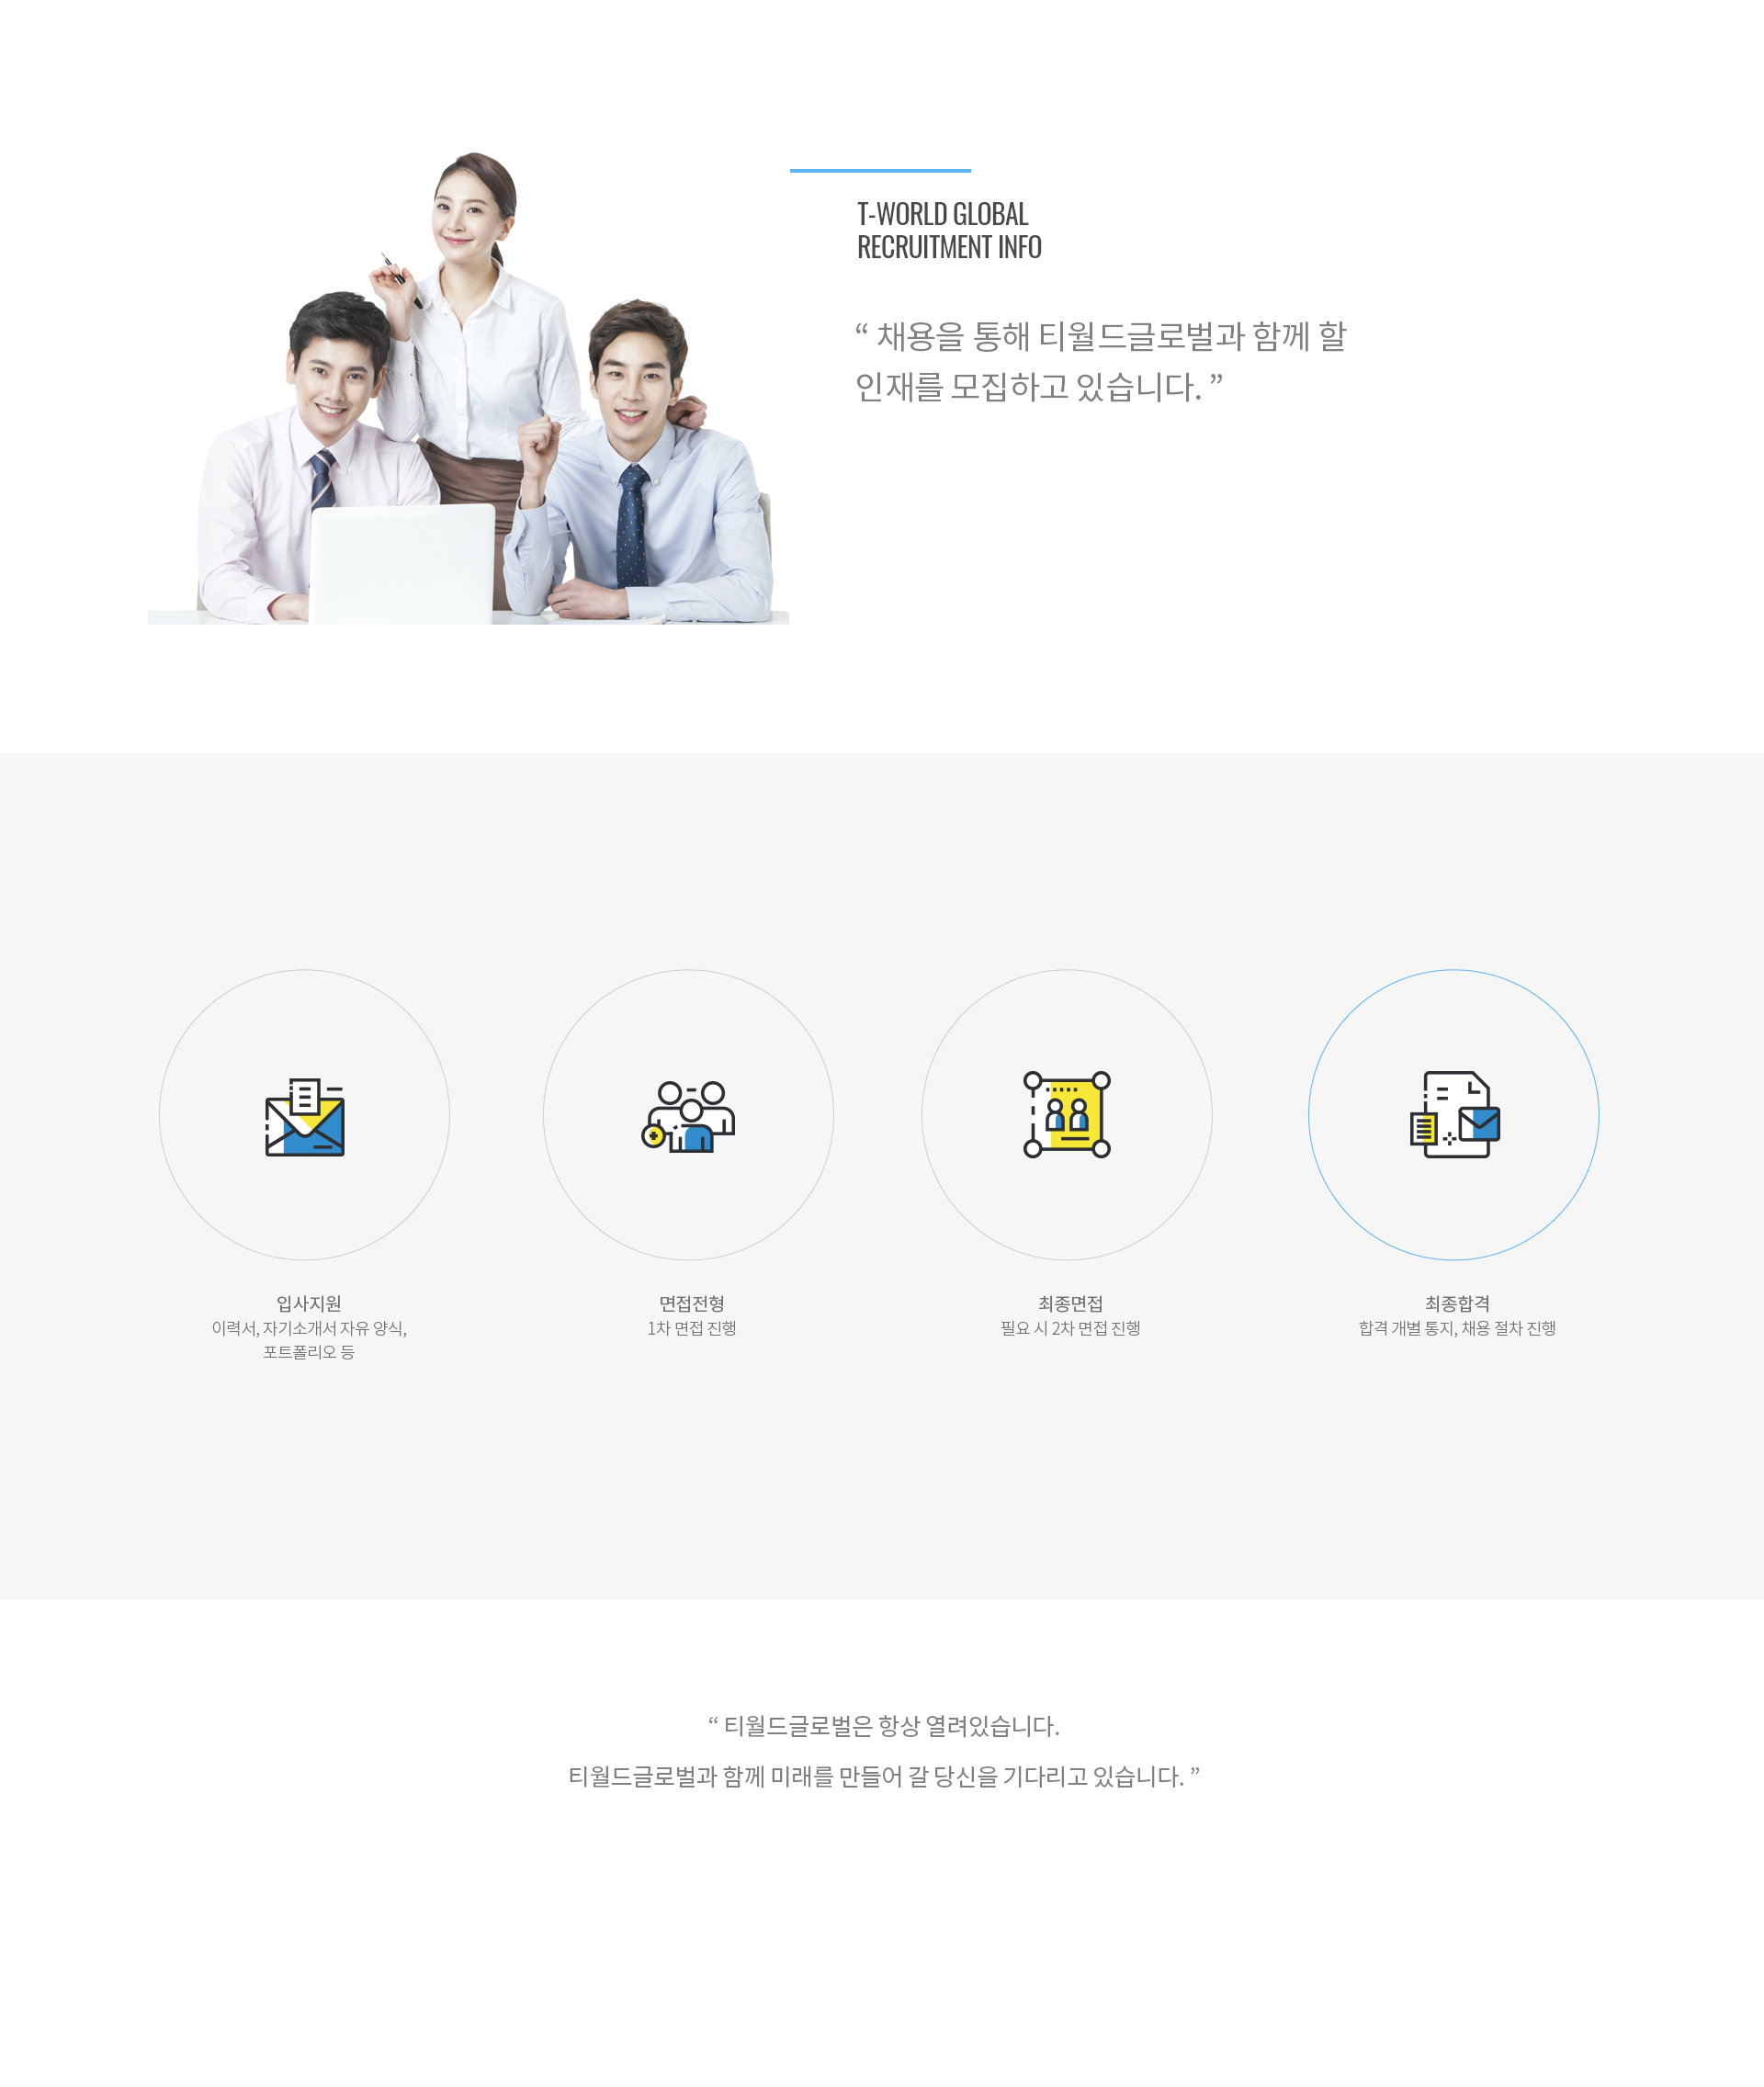 T-WORLD GLOBAL
RECRUITMENT INFO
“ 채용을 통해 티월드글로벌과 함께 할
인재를 모집하고 있습니다. ”
입사지원
이력서, 자기소개서 자유 양식,
포트폴리오 등
면접전형
1차 면접 진행
최종면접
필요 시 2차 면접 진행
최종합격
합격 개별 통지, 채용 절차 진행
“ 티월드글로벌은 항상 열려있습니다.
티월드글로벌과 함께 미래를 만들어 갈 당신을 기다리고 있습니다. ”